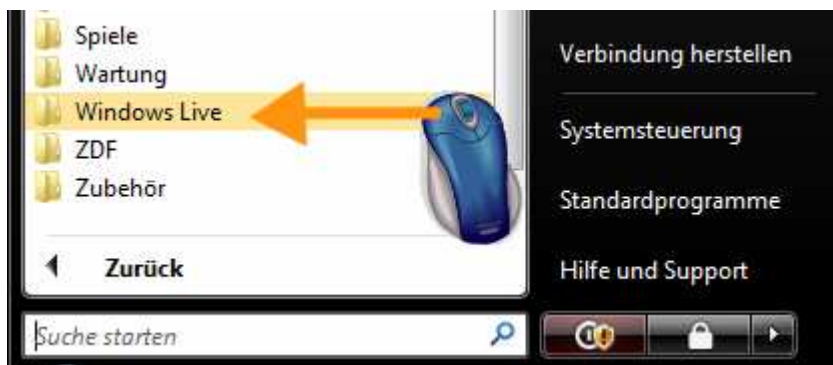 Spiele
Wartung
Windows Live
ZDF
Zubehör
Zurück
Suche starten
Verbindung herstellen
Systemsteuerung
Standardprogramme
Hilfe und Support